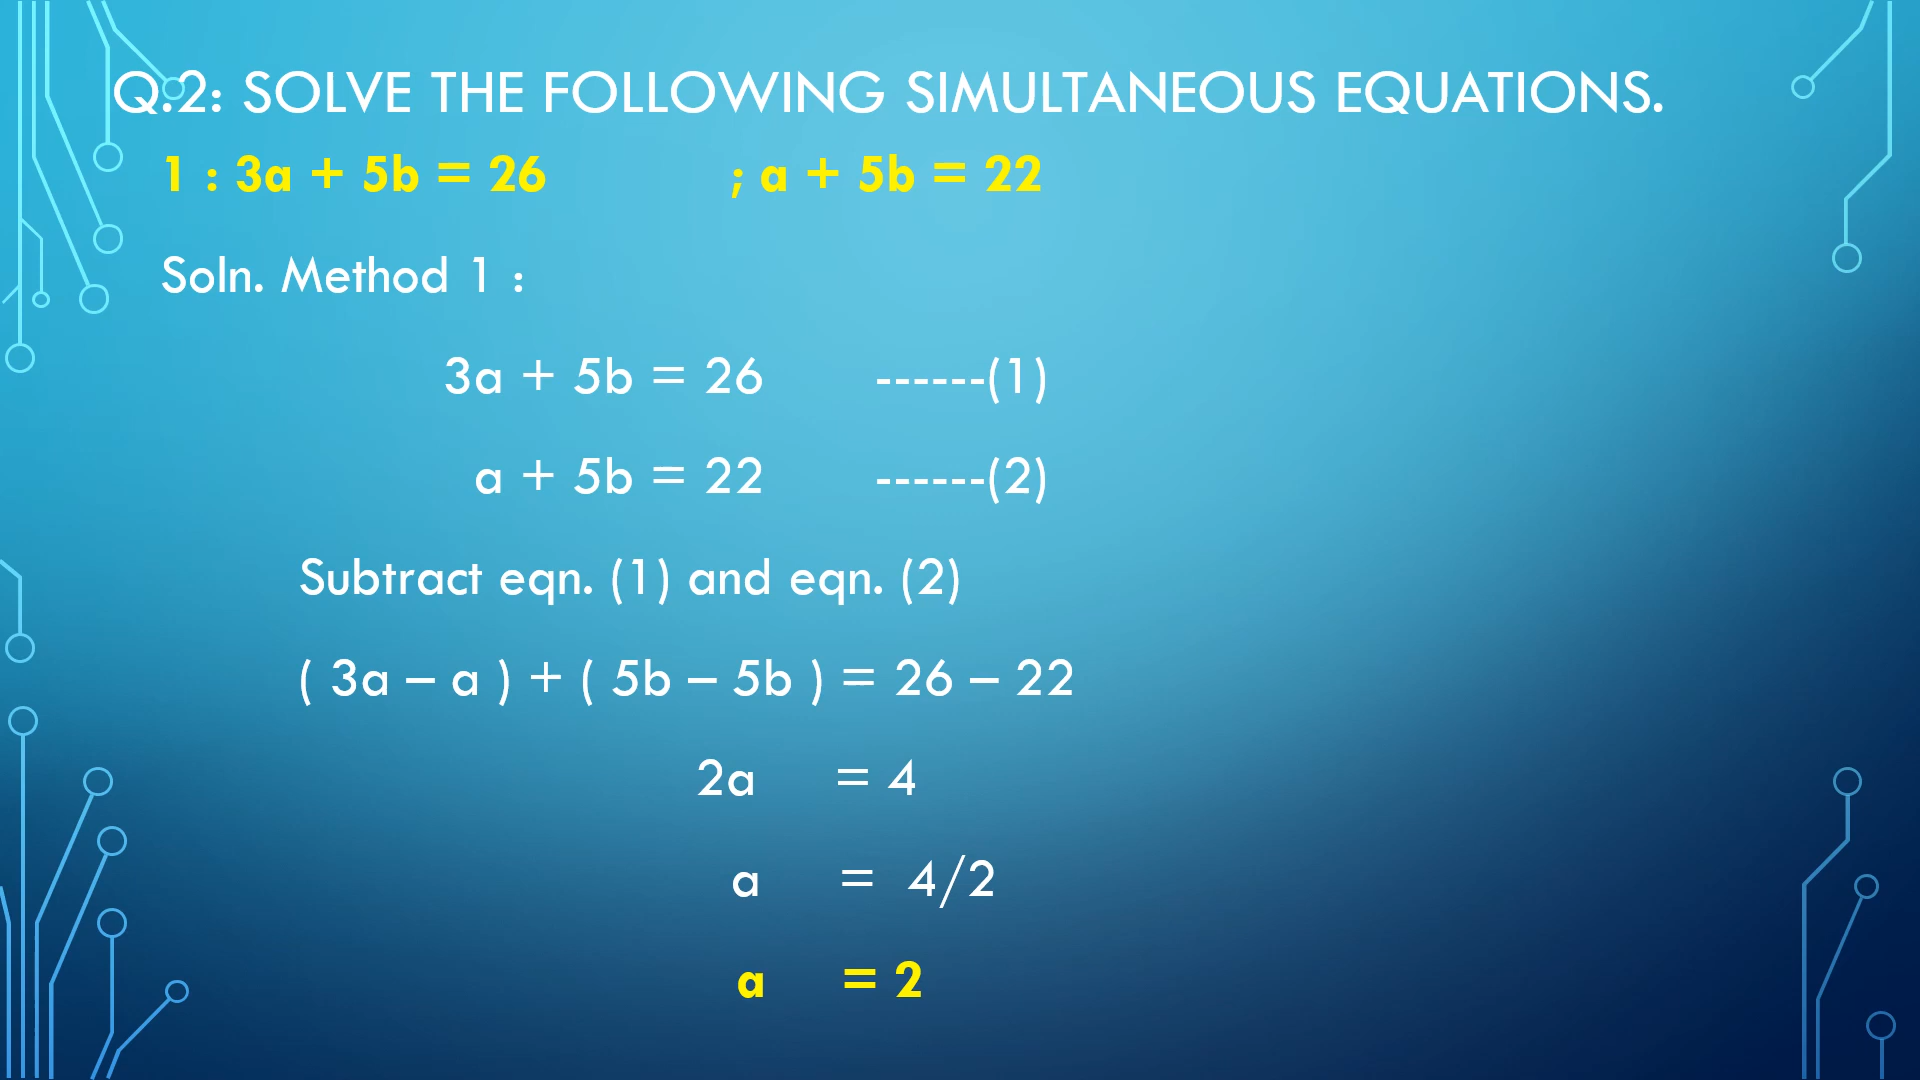 Q.2: SOLVE THE FOLLOWING SIMULTANEOUS EQUATIONS.
1 : 3a + 5b = 26 ; a + 5b = 22
Soln. Method 1 :
3a + 5b = 26 ------(1)
a + 5b = 22 ------(2)
Subtract eqn. (1) and eqn. (2)
( 3a – a ) + ( 5b – 5b ) = 26 – 22
2a = 4
a = 4/2
a = 2